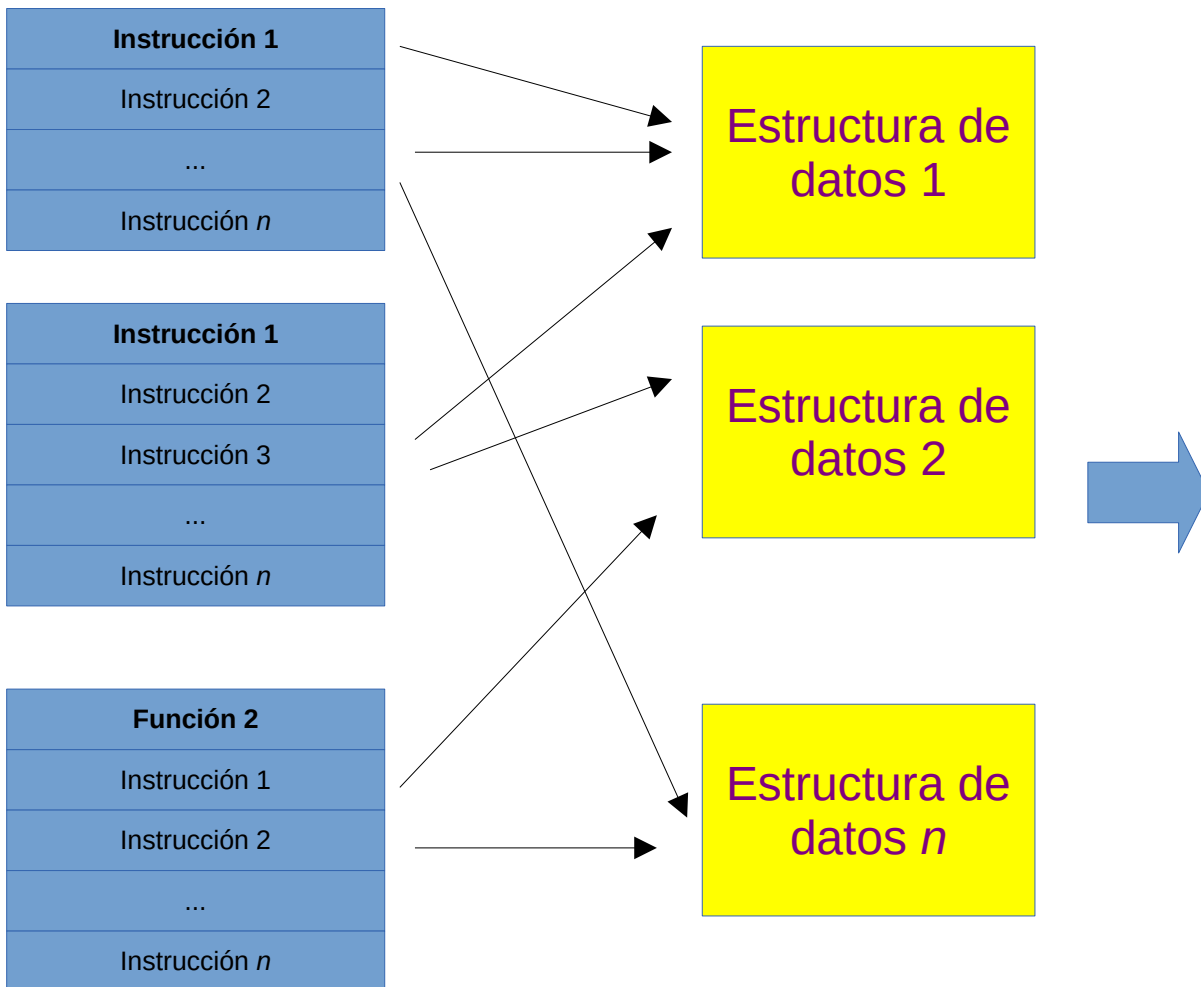 Instrucción 1
Instrucción 2
...
Instrucción n
Instrucción 1
Instrucción 2
Instrucción 3
...
Instrucción n
Función 2
Instrucción 1
Instrucción 2
...
Instrucción n
Estructura de
datos 1
Estructura de
datos 2
Estructura de
datos n